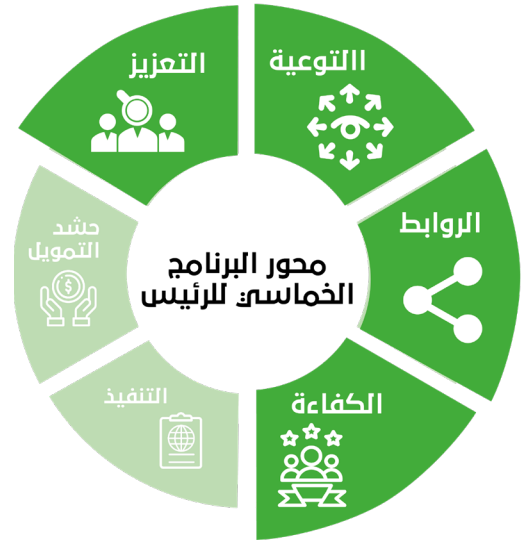 التعزيز
االتوعية
الروابط
الكفاءة
التنفيذ
حشد
التمويل
محور البرنامج
الخماسي للرئيس
$